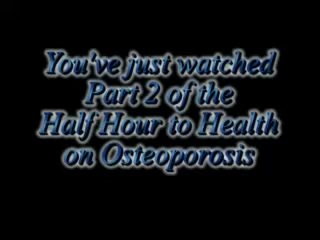 You've just watched
Part 2 of the
Half Hour to Health
on Osteoporosis